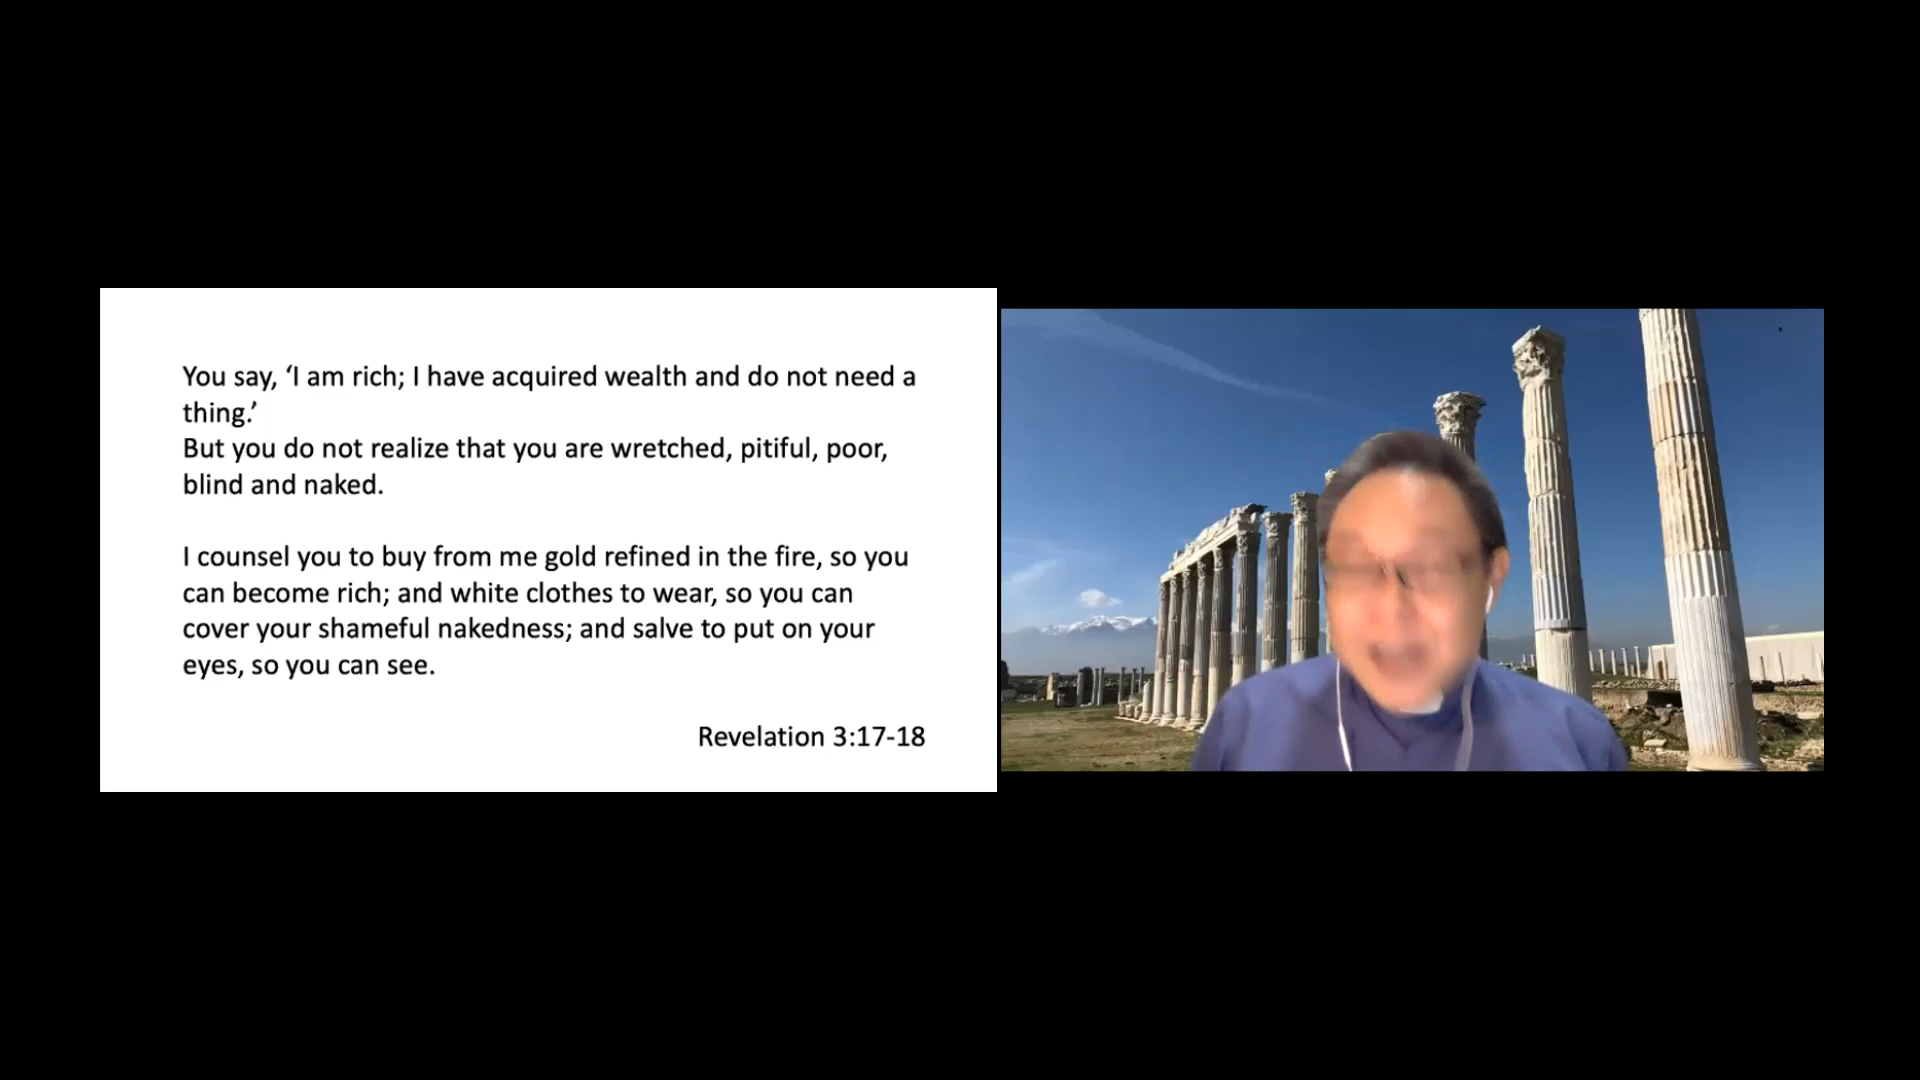 You say, ‘I am rich; I have acquired wealth and do not need a
thing.’
But you do not realize that you are wretched, pitiful, poor,
blind and naked.
I counsel you to buy from me gold refined in the fire, so you
can become rich; and white clothes to wear, so you can
cover your shameful nakedness; and salve to put on your
eyes, so you can see.
Revelation 3:17-18